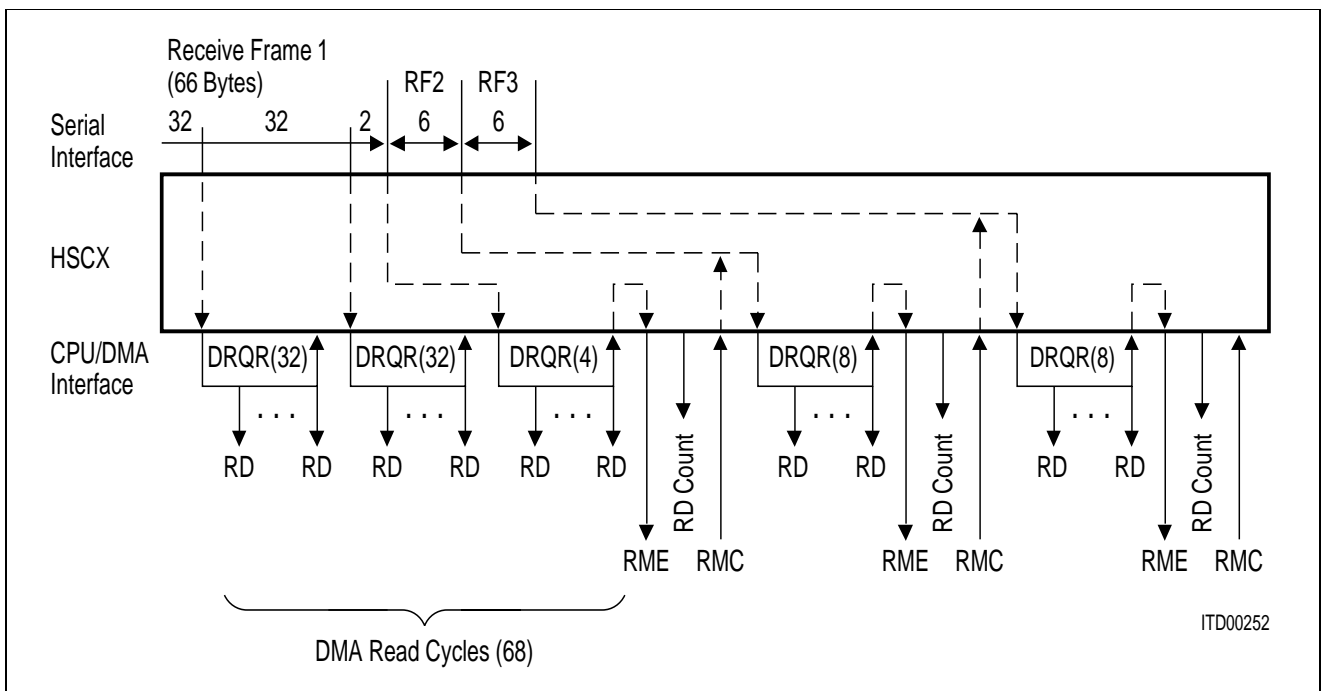 Receive Frame 1
(66 Bytes)
RF2 RF3
32 32 2 6 6
Serial
Interface
HSCX
CPU/DMA
Interface
DRQR(32) DRQR(32) DRQR(4) DRQR(8) DRQR(8)
. . . . . . . . . . . . . . .
RD RD RD RD RD RD RD RD RD RD
RD Count RD Count RD Count
RME RMC RME RMC RME RMC
DMA Read Cycles (68)
ITD00252